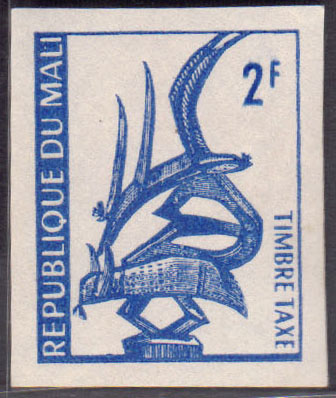 REPUBLIQUE DU MALI
2F
TIMBRE TAXE